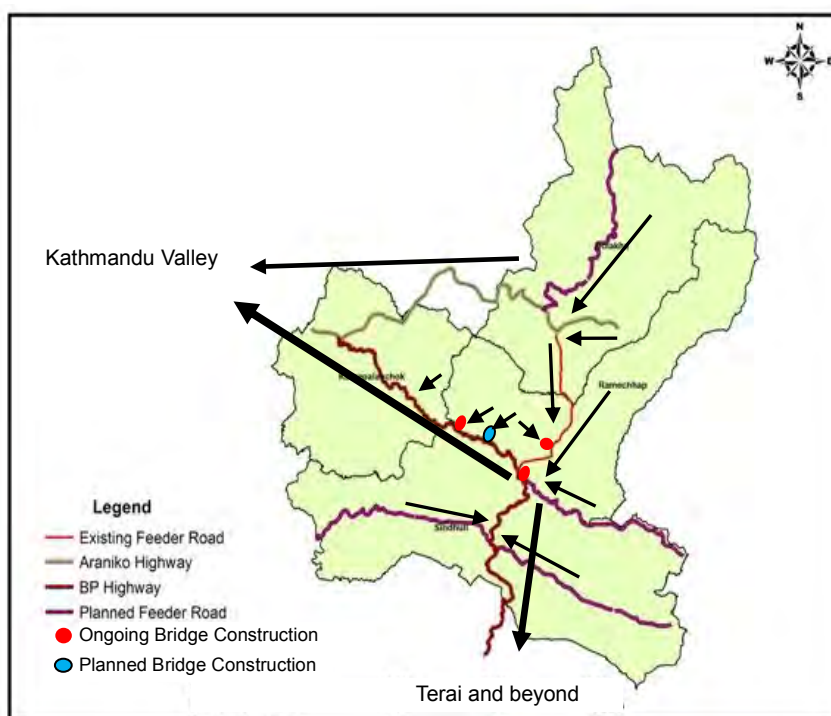 N
W E
S
Kathmandu Valley
Dolakha
Ramechhap
Sindhuli
Legend
Existing Feeder Road
Araniko Highway
BP Highway
Planned Feeder Road
Ongoing Bridge Construction
Planned Bridge Construction
Terai and beyond